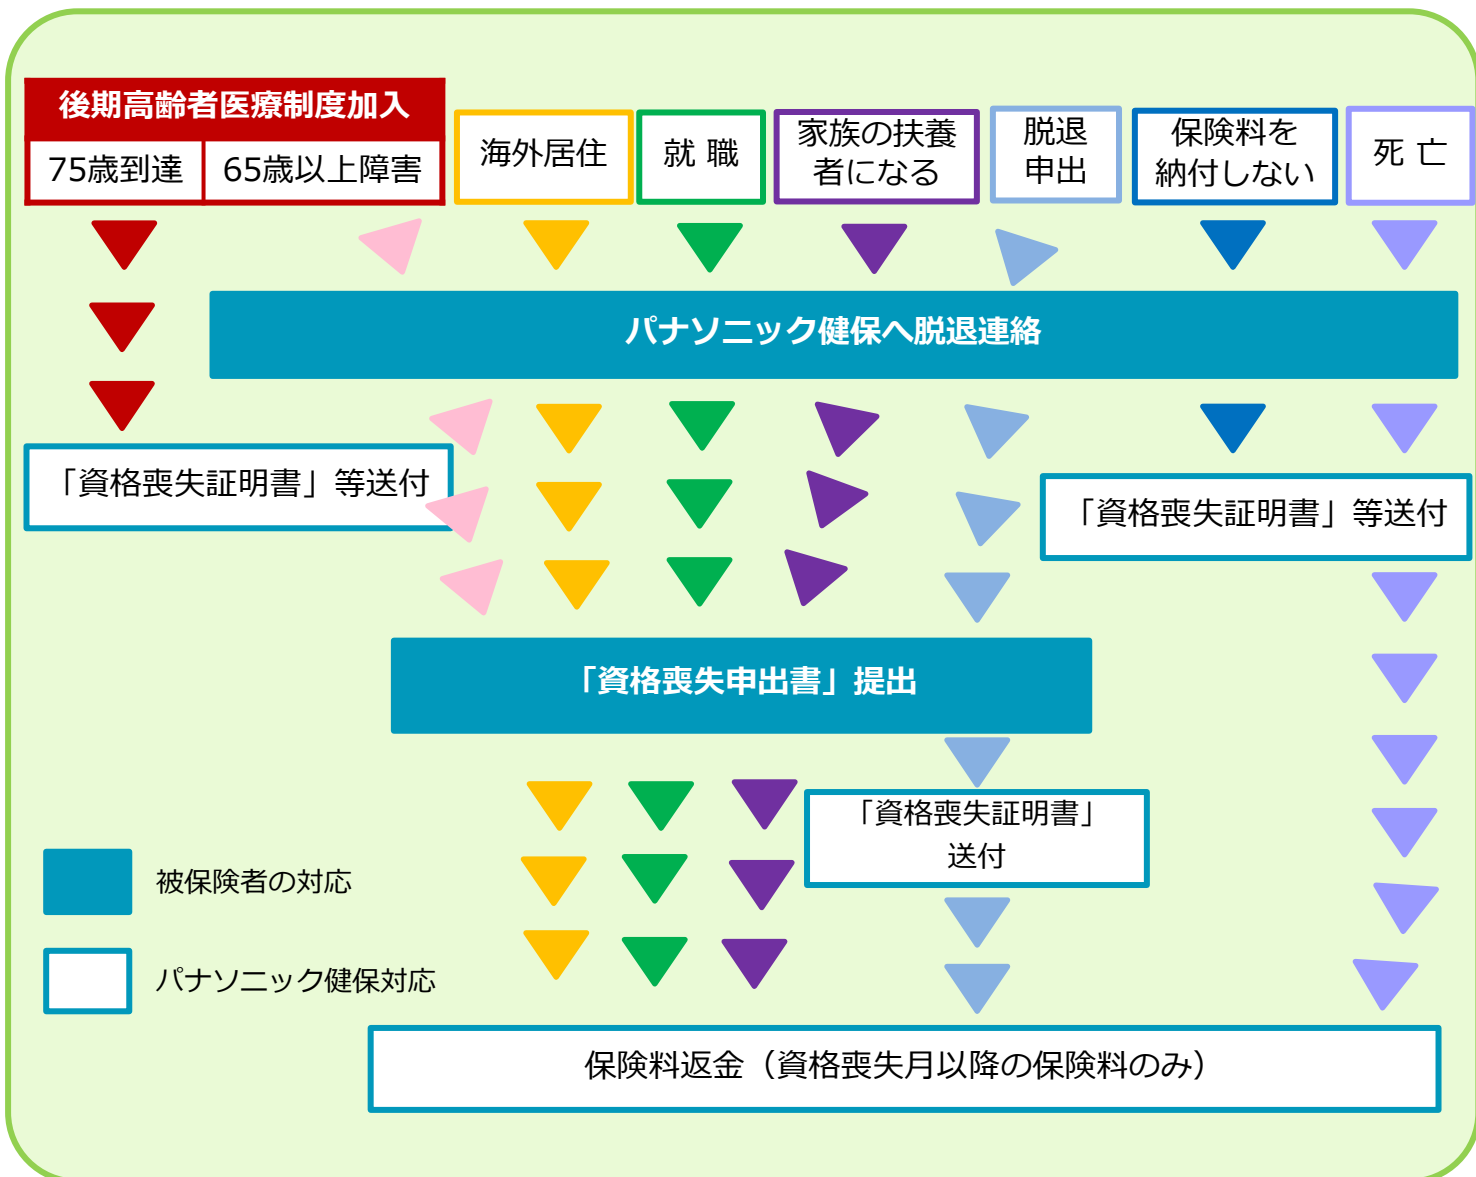 後期高齢者医療制度加入
75歳到達
65歳以上障害
海外居住
就 職
家族の扶養
者になる
脱退
申出
保険料を
納付しない
死 亡
パナソニック健保へ脱退連絡
「資格喪失証明書」等送付
「資格喪失証明書」等送付
「資格喪失申出書」提出
「資格喪失証明書」
送付
被保険者の対応
パナソニック健保対応
保険料返金（資格喪失月以降の保険料のみ）